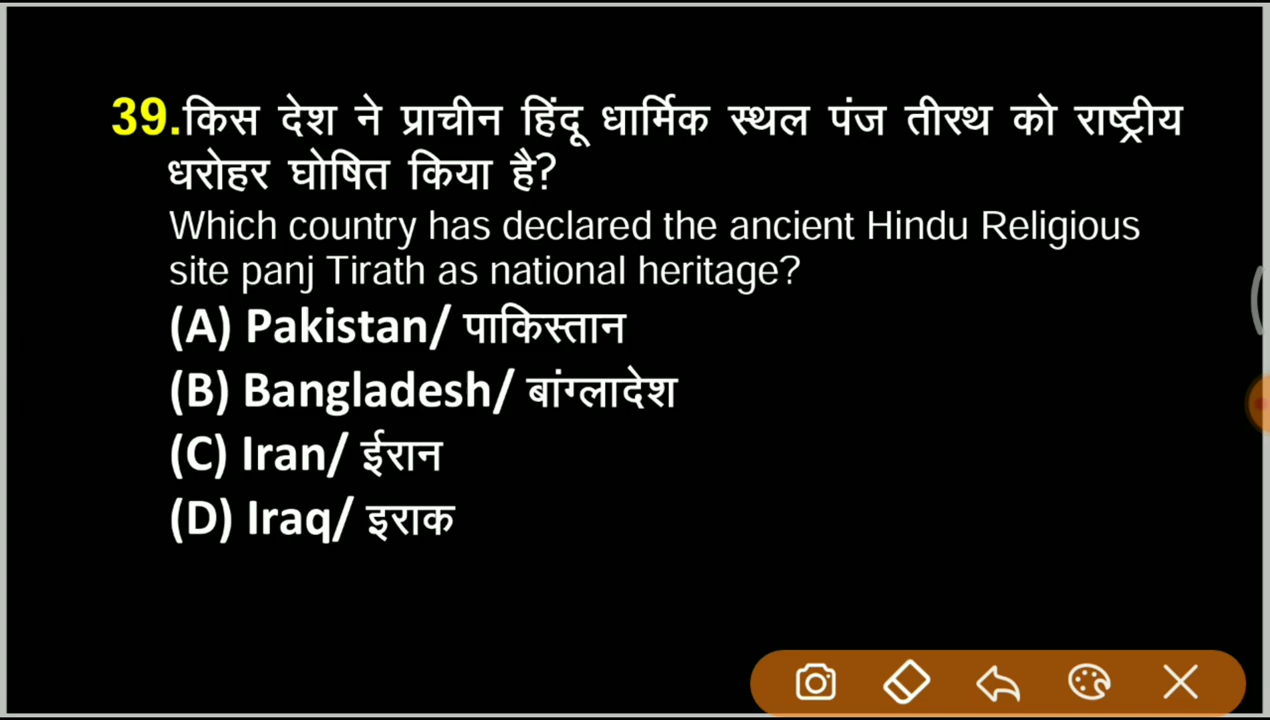 39.किस देश ने प्राचीन हिंदू धार्मिक स्थल पंज तीरथ को राष्ट्रीय
धरोहर घोषित किया है?
Which country has declared the ancient Hindu Religious
site panj Tirath as national heritage?
(A) Pakistan/ पाकिस्तान
(B) Bangladesh/ बांग्लादेश
(C) Iran/ ईरान
(D) Iraq/ इराक